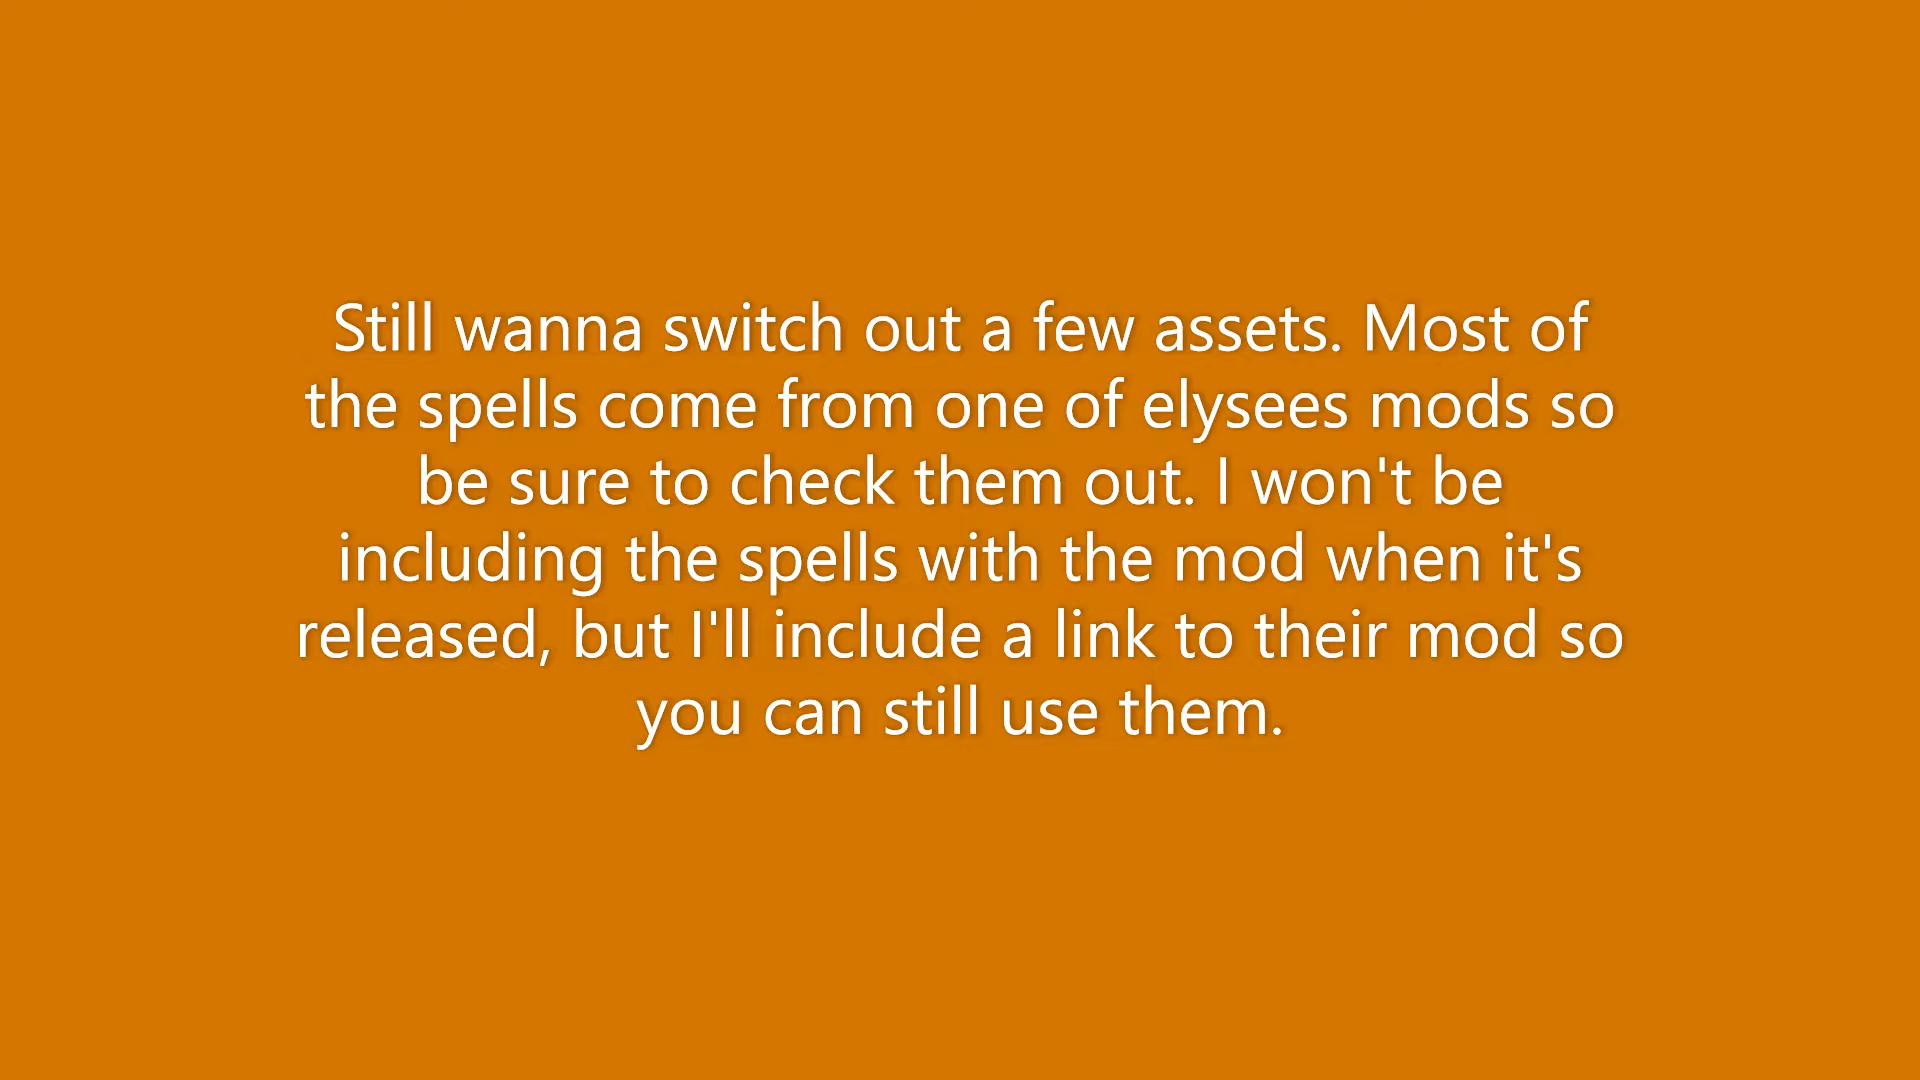 Still wanna switch out a few assets. Most of
the spells come from one of elysees mods so
be sure to check them out. I won't be
including the spells with the mod when it's
released, but I'll include a link to their mod so
you can still use them.